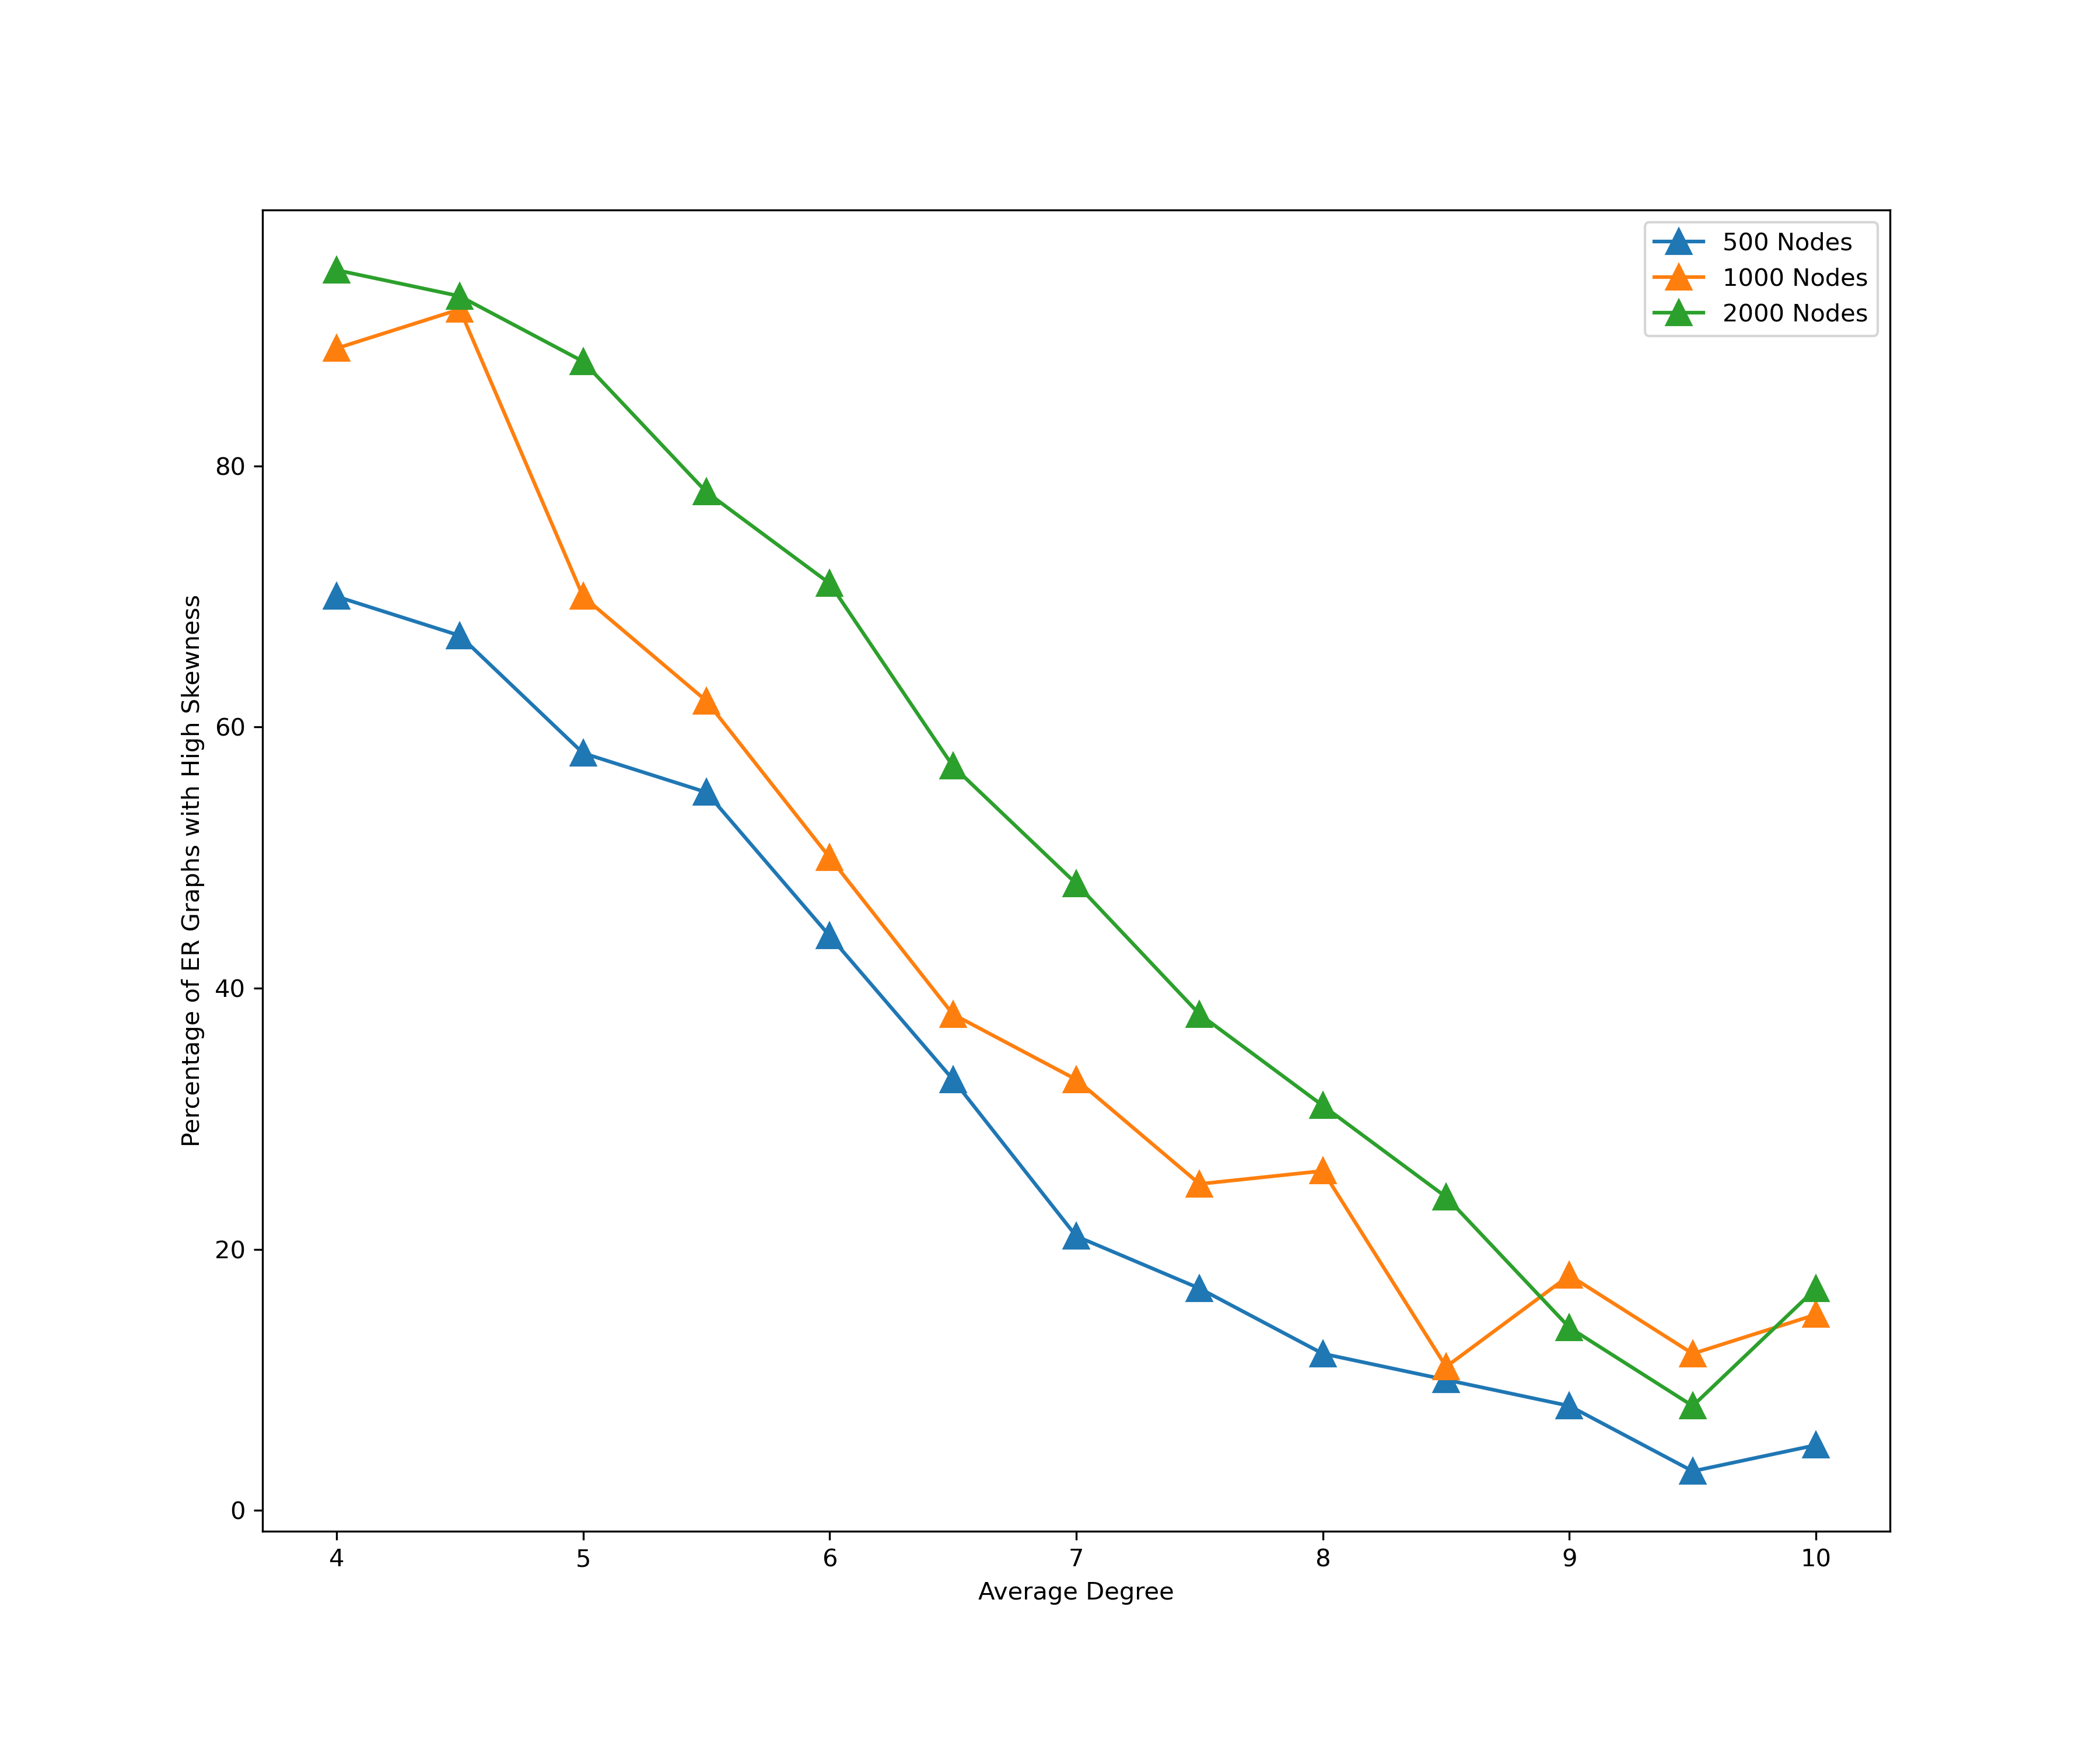 500 Nodes
1000 Nodes
2000 Nodes
Percentage of ER Graphs with High Skewness
80
60
40
20
0
4 5 6 7 8 9 10
Average Degree